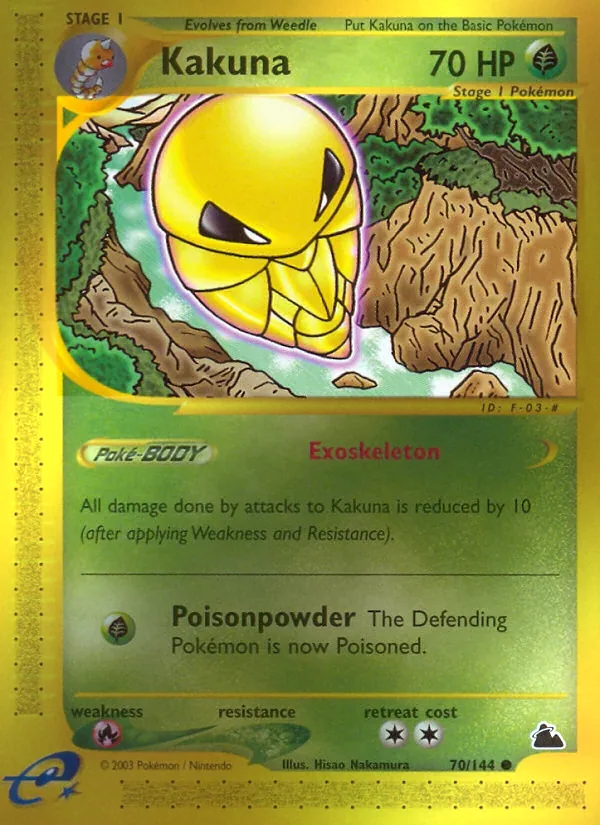 STAGE 1
Evolves from Weedle
Put Kakuna on the Basic Pokémon
Kakuna
70 HP
Stage 1 Pokémon
ID: F-03-#
Poké-BODY
Exoskeleton
All damage done by attacks to Kakuna is reduced by 10
(after applying Weakness and Resistance).
Poisonpowder The Defending
Pokémon is now Poisoned.
weakness
resistance
retreat cost
© 2003 Pokémon / Nintendo
Illus. Hisao Nakamura
70/144
e